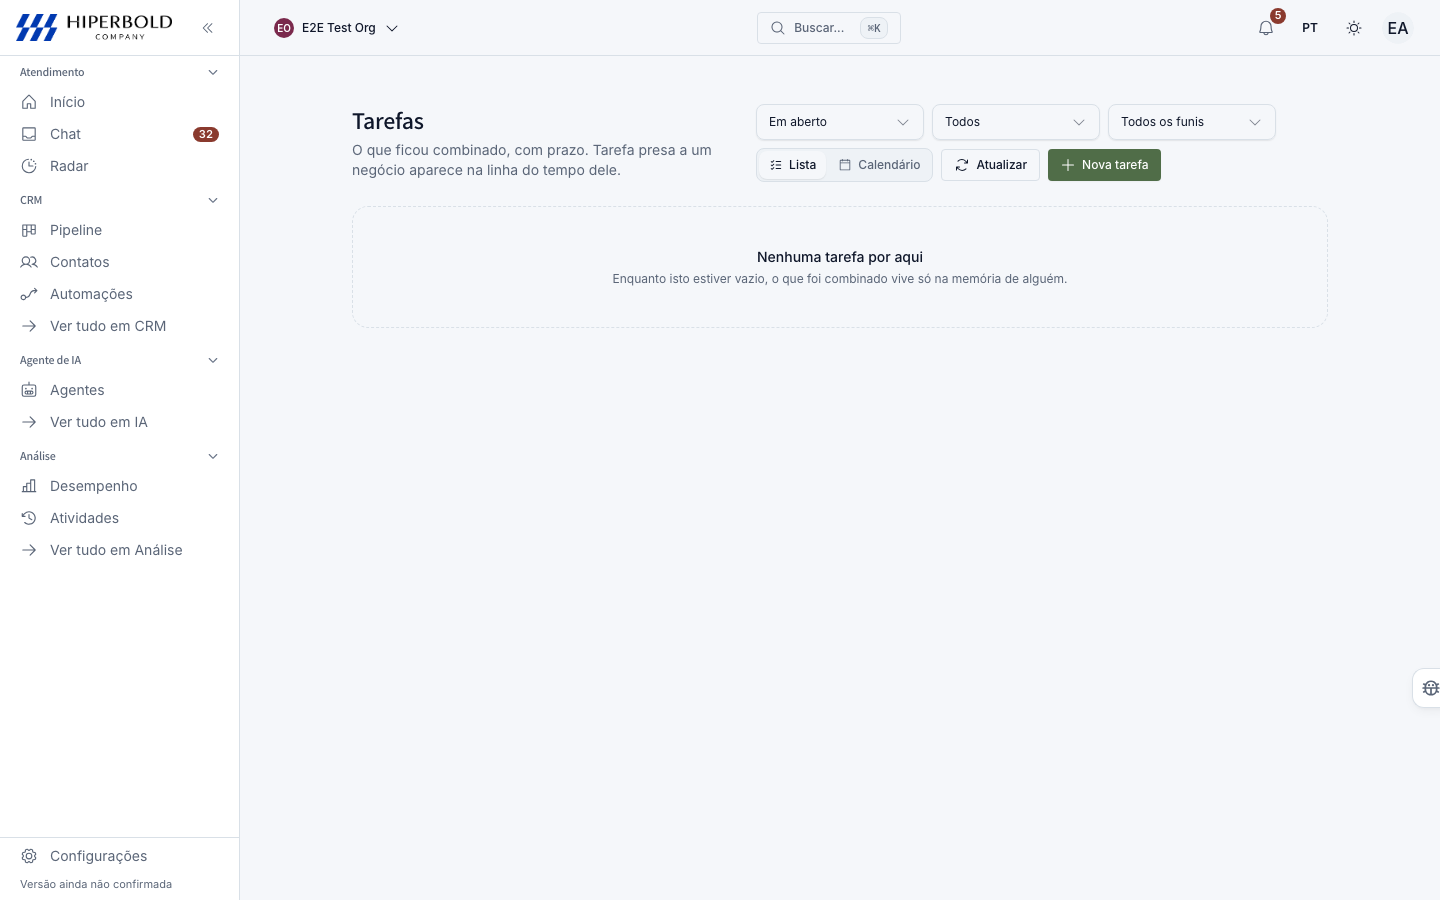 HIPERBOLD
COMPANY
E2E Test Org
EO
Buscar...
⌘K
5
PT
EA
Atendimento
Início
Chat
32
Radar
CRM
Pipeline
Contatos
Automações
Ver tudo em CRM
Agente de IA
Agentes
Ver tudo em IA
Análise
Desempenho
Atividades
Ver tudo em Análise
Configurações
Versão ainda não confirmada
Tarefas
O que ficou combinado, com prazo. Tarefa presa a um
negócio aparece na linha do tempo dele.
Em aberto
Todos
Todos os funis
Lista
Calendário
Atualizar
Nova tarefa
Nenhuma tarefa por aqui
Enquanto isto estiver vazio, o que foi combinado vive só na memória de alguém.